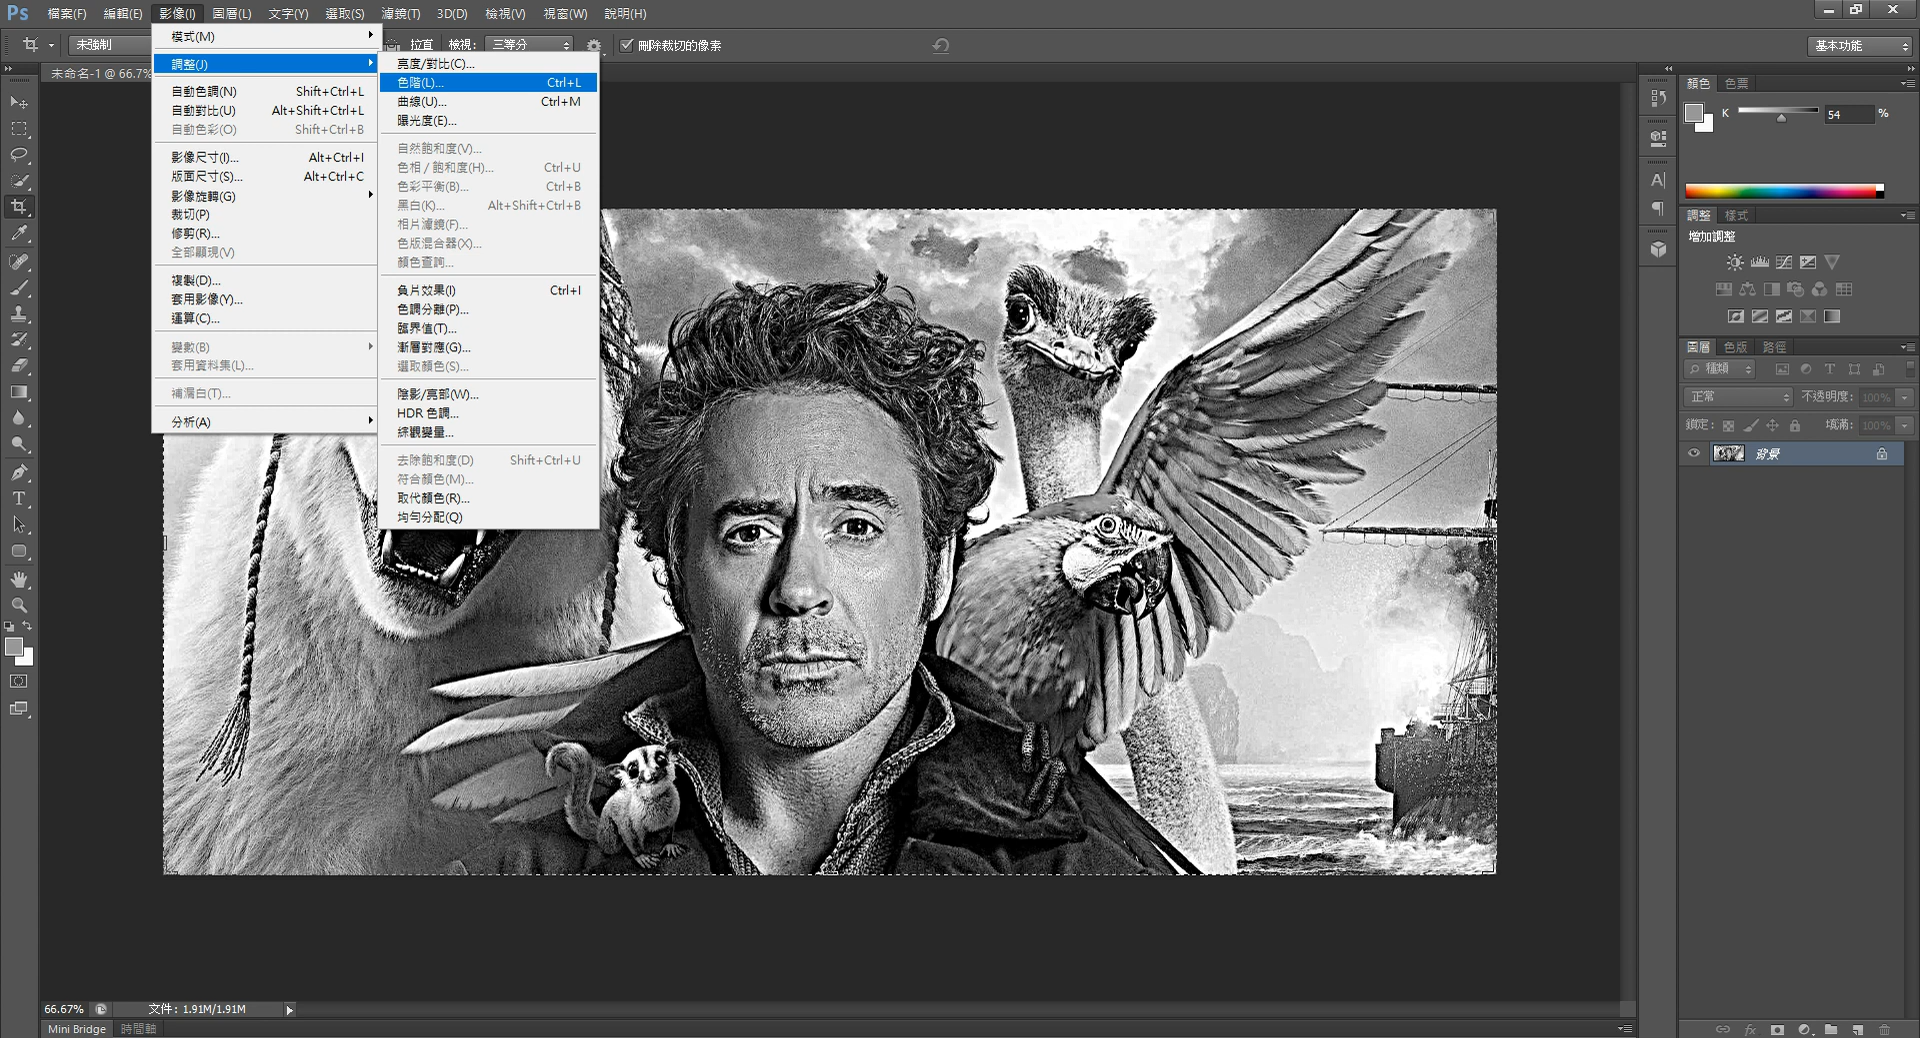 Ps 檔案(F) 編輯(E) 影像(I) 圖層(L) 文字(Y) 選取(S) 濾鏡(T) 3D(D) 檢視(V) 視窗(W) 說明(H)
未強制 拉直 檢視: 三等分 刪除裁切的像素 基本功能
未命名-1 @ 66.7%
模式(M)
調整(J)
自動色調(N) Shift+Ctrl+L
自動對比(U) Alt+Shift+Ctrl+L
自動色彩(O) Shift+Ctrl+B
影像尺寸(I)... Alt+Ctrl+I
版面尺寸(S)... Alt+Ctrl+C
影像旋轉(G)
裁切(P)
修剪(R)...
全部顯現(V)
複製(D)...
套用影像(Y)...
運算(C)...
變數(B)
套用資料集(L)...
補漏白(T)...
分析(A)
亮度/對比(C)...
色階(L)... Ctrl+L
曲線(U)... Ctrl+M
曝光度(E)...
自然飽和度(V)...
色相/飽和度(H)... Ctrl+U
色彩平衡(B)... Ctrl+B
黑白(K)... Alt+Shift+Ctrl+B
相片濾鏡(F)...
色版混合器(X)...
顏色查詢...
負片效果(I) Ctrl+I
色調分離(P)...
臨界值(T)...
漸層對應(G)...
選取顏色(S)...
陰影/亮部(W)...
HDR 色調...
綜觀變量...
去除飽和度(D) Shift+Ctrl+U
符合顏色(M)...
取代顏色(R)...
均勻分配(Q)
顏色 色票
K 54 %
調整 樣式
增加調整
圖層 色版 路徑
種類
正常 不透明度: 100%
鎖定: 填滿: 100%
背景
fx
66.67% 文件: 1.91M/1.91M
Mini Bridge 時間軸